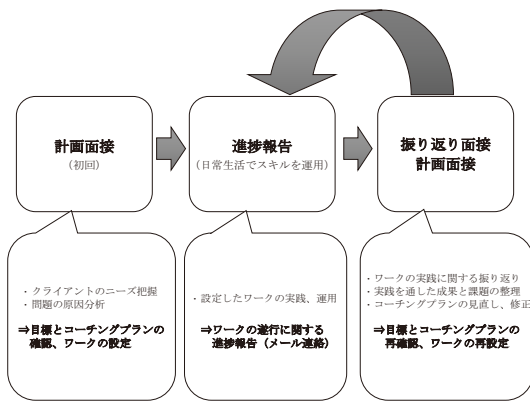 計画面接
（初回）
進捗報告
（日常生活でスキルを運用）
振り返り面接
計画面接
・クライアントのニーズ把握
・問題の原因分析
⇒目標とコーチングプランの
確認、ワークの設定
・設定したワークの実践、運用
⇒ワークの遂行に関する
進捗報告（メール連絡）
・ワークの実践に関する振り返り
・実践を通した成果と課題の整理
・コーチングプランの見直し、修正
⇒目標とコーチングプランの
再確認、ワークの再設定